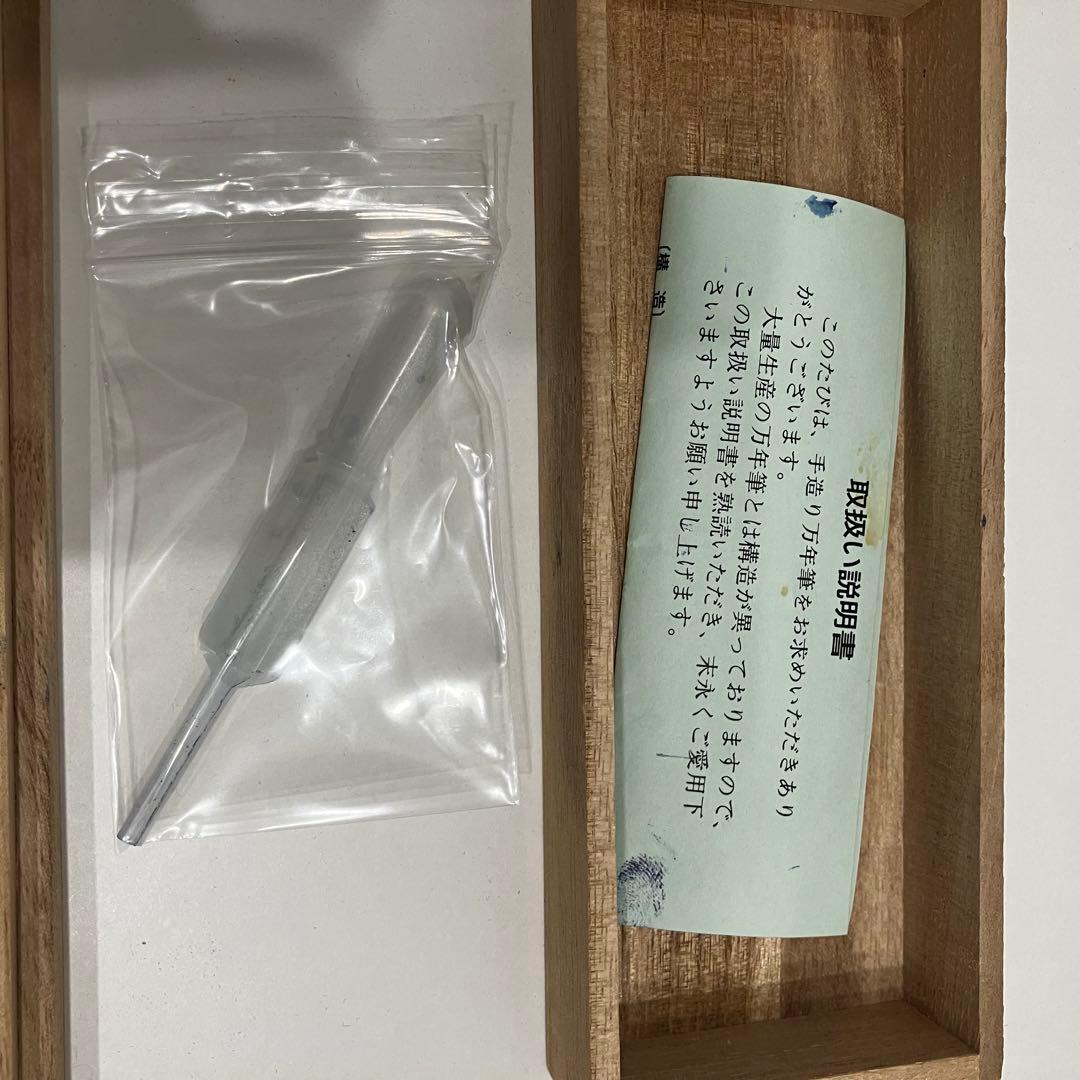 取扱い説明書
このたびは、手造り万年筆をお求めいただきあり
がとうございます。
大量生産の万年筆とは構造が異っておりますので、
この取扱い説明書を熟読いただき、末永くご愛用下
さいますようお願い申し上げます。
(構 造)